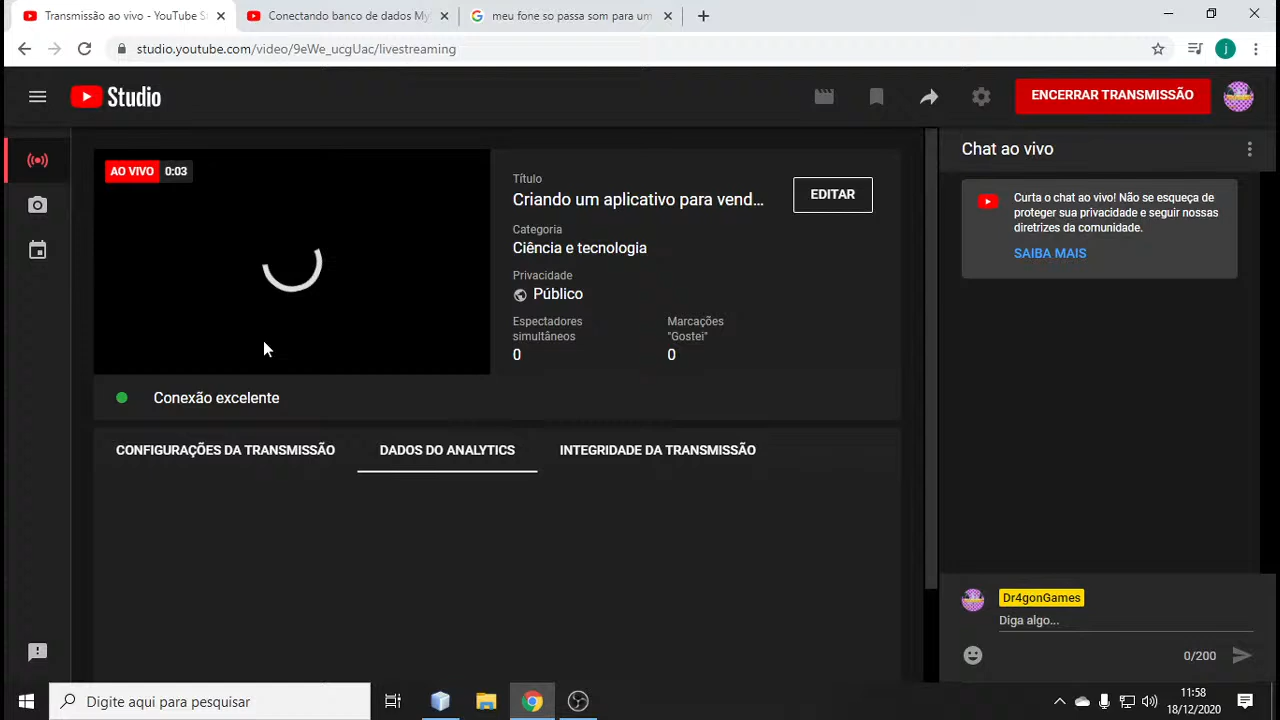 Transmissão ao vivo - YouTube S
Conectando banco de dados My
meu fone so passa som para um
studio.youtube.com/video/9eWe_ucgUac/livestreaming
j
Studio
ENCERRAR TRANSMISSÃO
AO VIVO 0:03
Título
Criando um aplicativo para vend...
EDITAR
Categoria
Ciência e tecnologia
Privacidade
Público
Espectadores
simultâneos
0
Marcações
"Gostei"
0
Conexão excelente
CONFIGURAÇÕES DA TRANSMISSÃO
DADOS DO ANALYTICS
INTEGRIDADE DA TRANSMISSÃO
Chat ao vivo
Curta o chat ao vivo! Não se esqueça de
proteger sua privacidade e seguir nossas
diretrizes da comunidade.
SAIBA MAIS
Dr4gonGames
Diga algo...
0/200
Digite aqui para pesquisar
11:58
18/12/2020